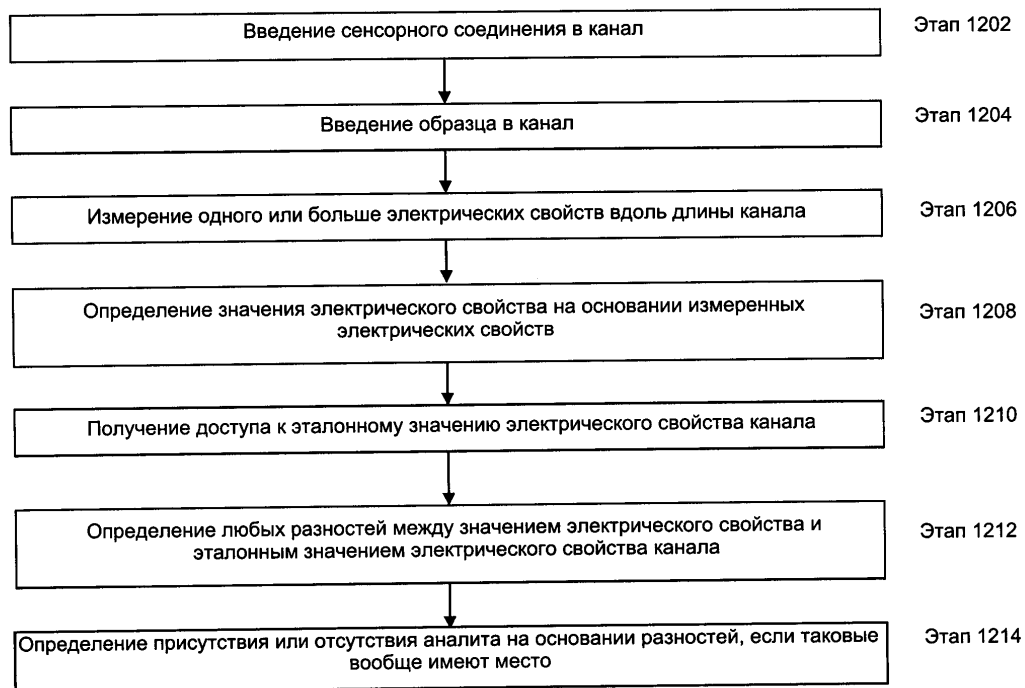 Введение сенсорного соединения в канал
Этап 1202
Введение образца в канал
Этап 1204
Измерение одного или больше электрических свойств вдоль длины канала
Этап 1206
Определение значения электрического свойства на основании измеренных
электрических свойств
Этап 1208
Получение доступа к эталонному значению электрического свойства канала
Этап 1210
Определение любых разностей между значением электрического свойства и
эталонным значением электрического свойства канала
Этап 1212
Определение присутствия или отсутствия аналита на основании разностей, если таковые
вообще имеют место
Этап 1214